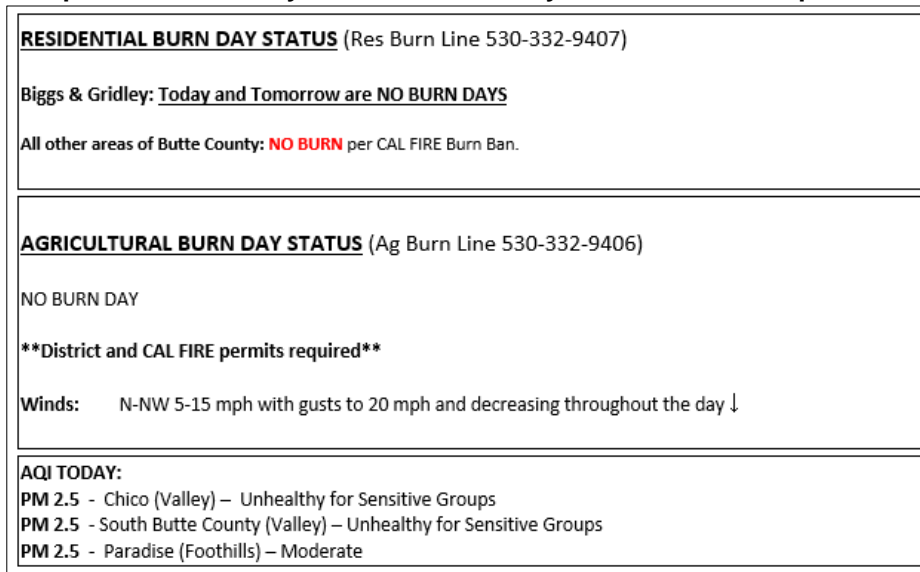 RESIDENTIAL BURN DAY STATUS (Res Burn Line 530-332-9407)
Biggs & Gridley: Today and Tomorrow are NO BURN DAYS
All other areas of Butte County: NO BURN per CAL FIRE Burn Ban.
AGRICULTURAL BURN DAY STATUS (Ag Burn Line 530-332-9406)
NO BURN DAY
**District and CAL FIRE permits required**
Winds: N-NW 5-15 mph with gusts to 20 mph and decreasing throughout the day ↓
AQI TODAY:
PM 2.5 - Chico (Valley) – Unhealthy for Sensitive Groups
PM 2.5 - South Butte County (Valley) – Unhealthy for Sensitive Groups
PM 2.5 - Paradise (Foothills) – Moderate